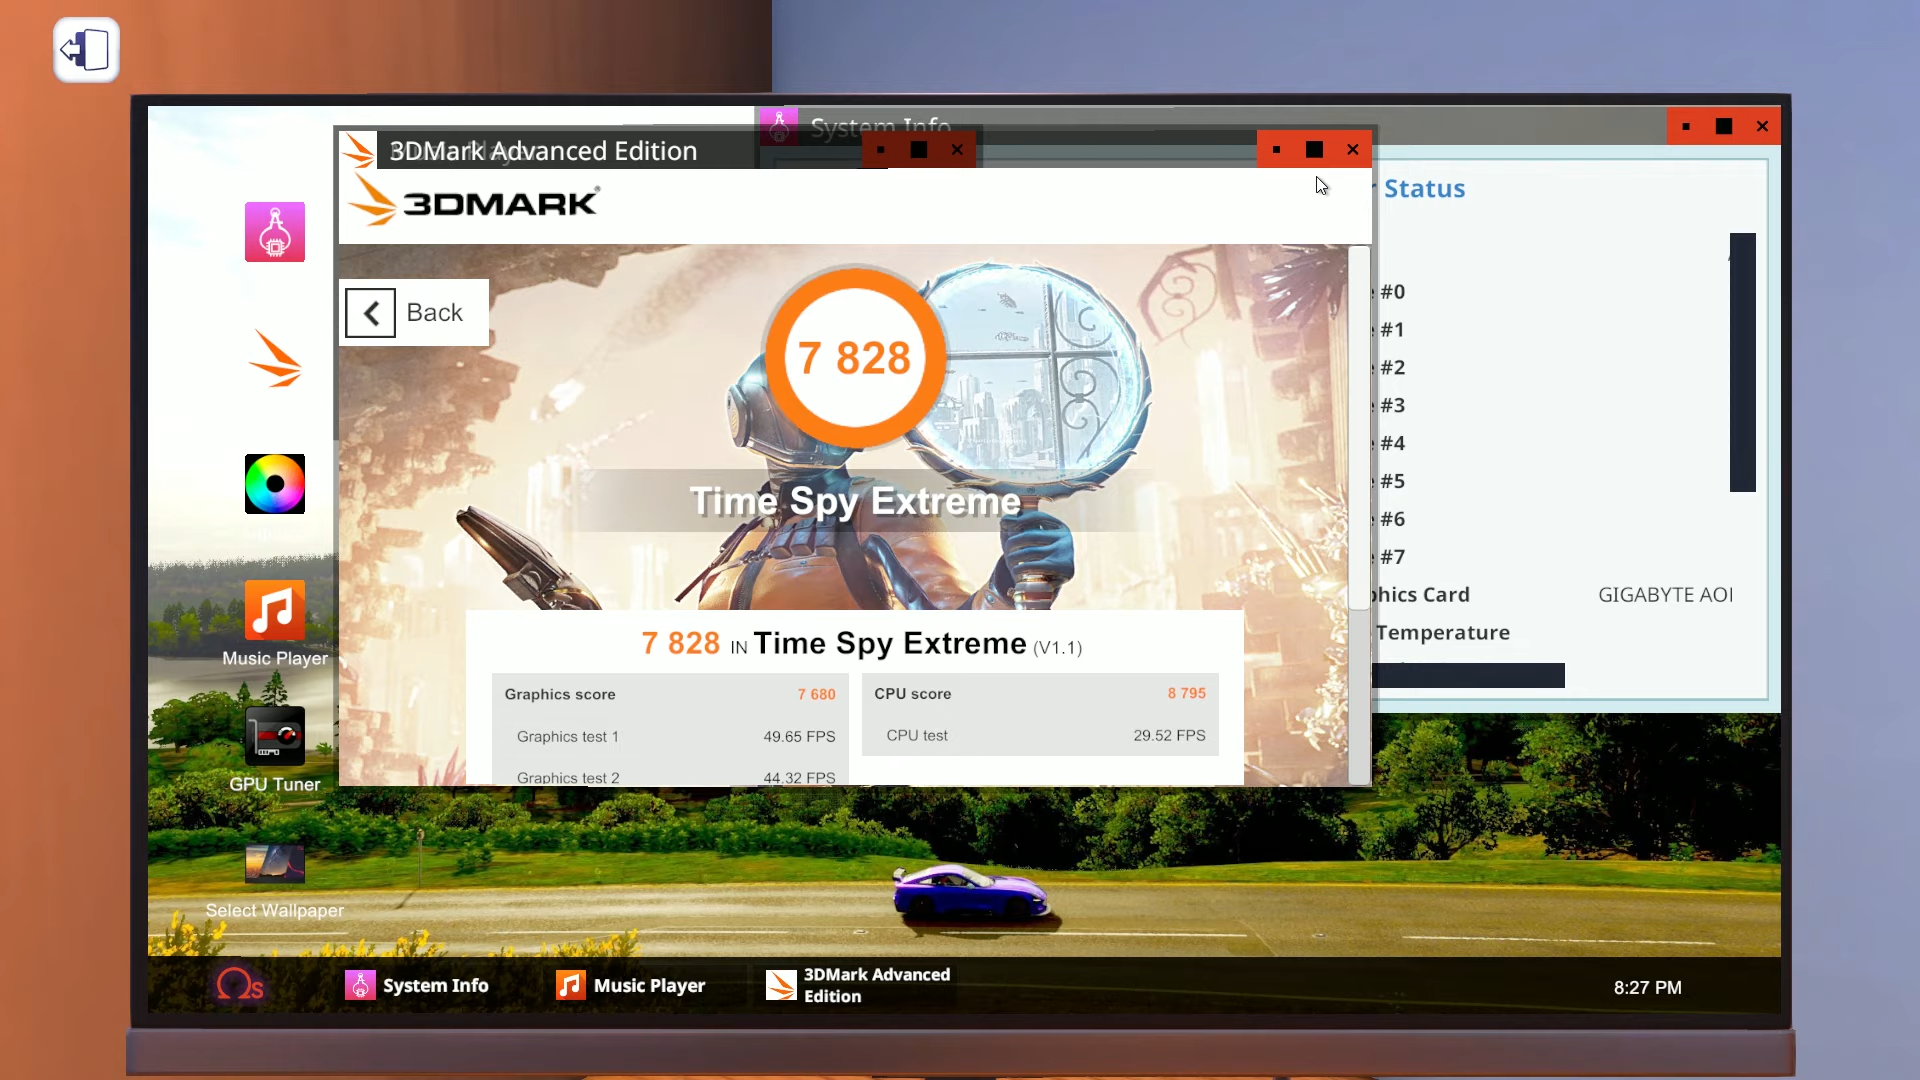 System Info
3DMark Advanced Edition
3DMARK®
Status
Back
7 828
#0
#1
#2
#3
#4
#5
#6
#7
Time Spy Extreme
Graphics Card GIGABYTE AO
Temperature
7 828 IN Time Spy Extreme (V1.1)
Graphics score 7 680
Graphics test 1 49.65 FPS
Graphics test 2 44.32 FPS
CPU score 8 795
CPU test 29.52 FPS
Music Player
GPU Tuner
Select Wallpaper
Ωs
System Info
Music Player
3DMark Advanced
Edition
8:27 PM